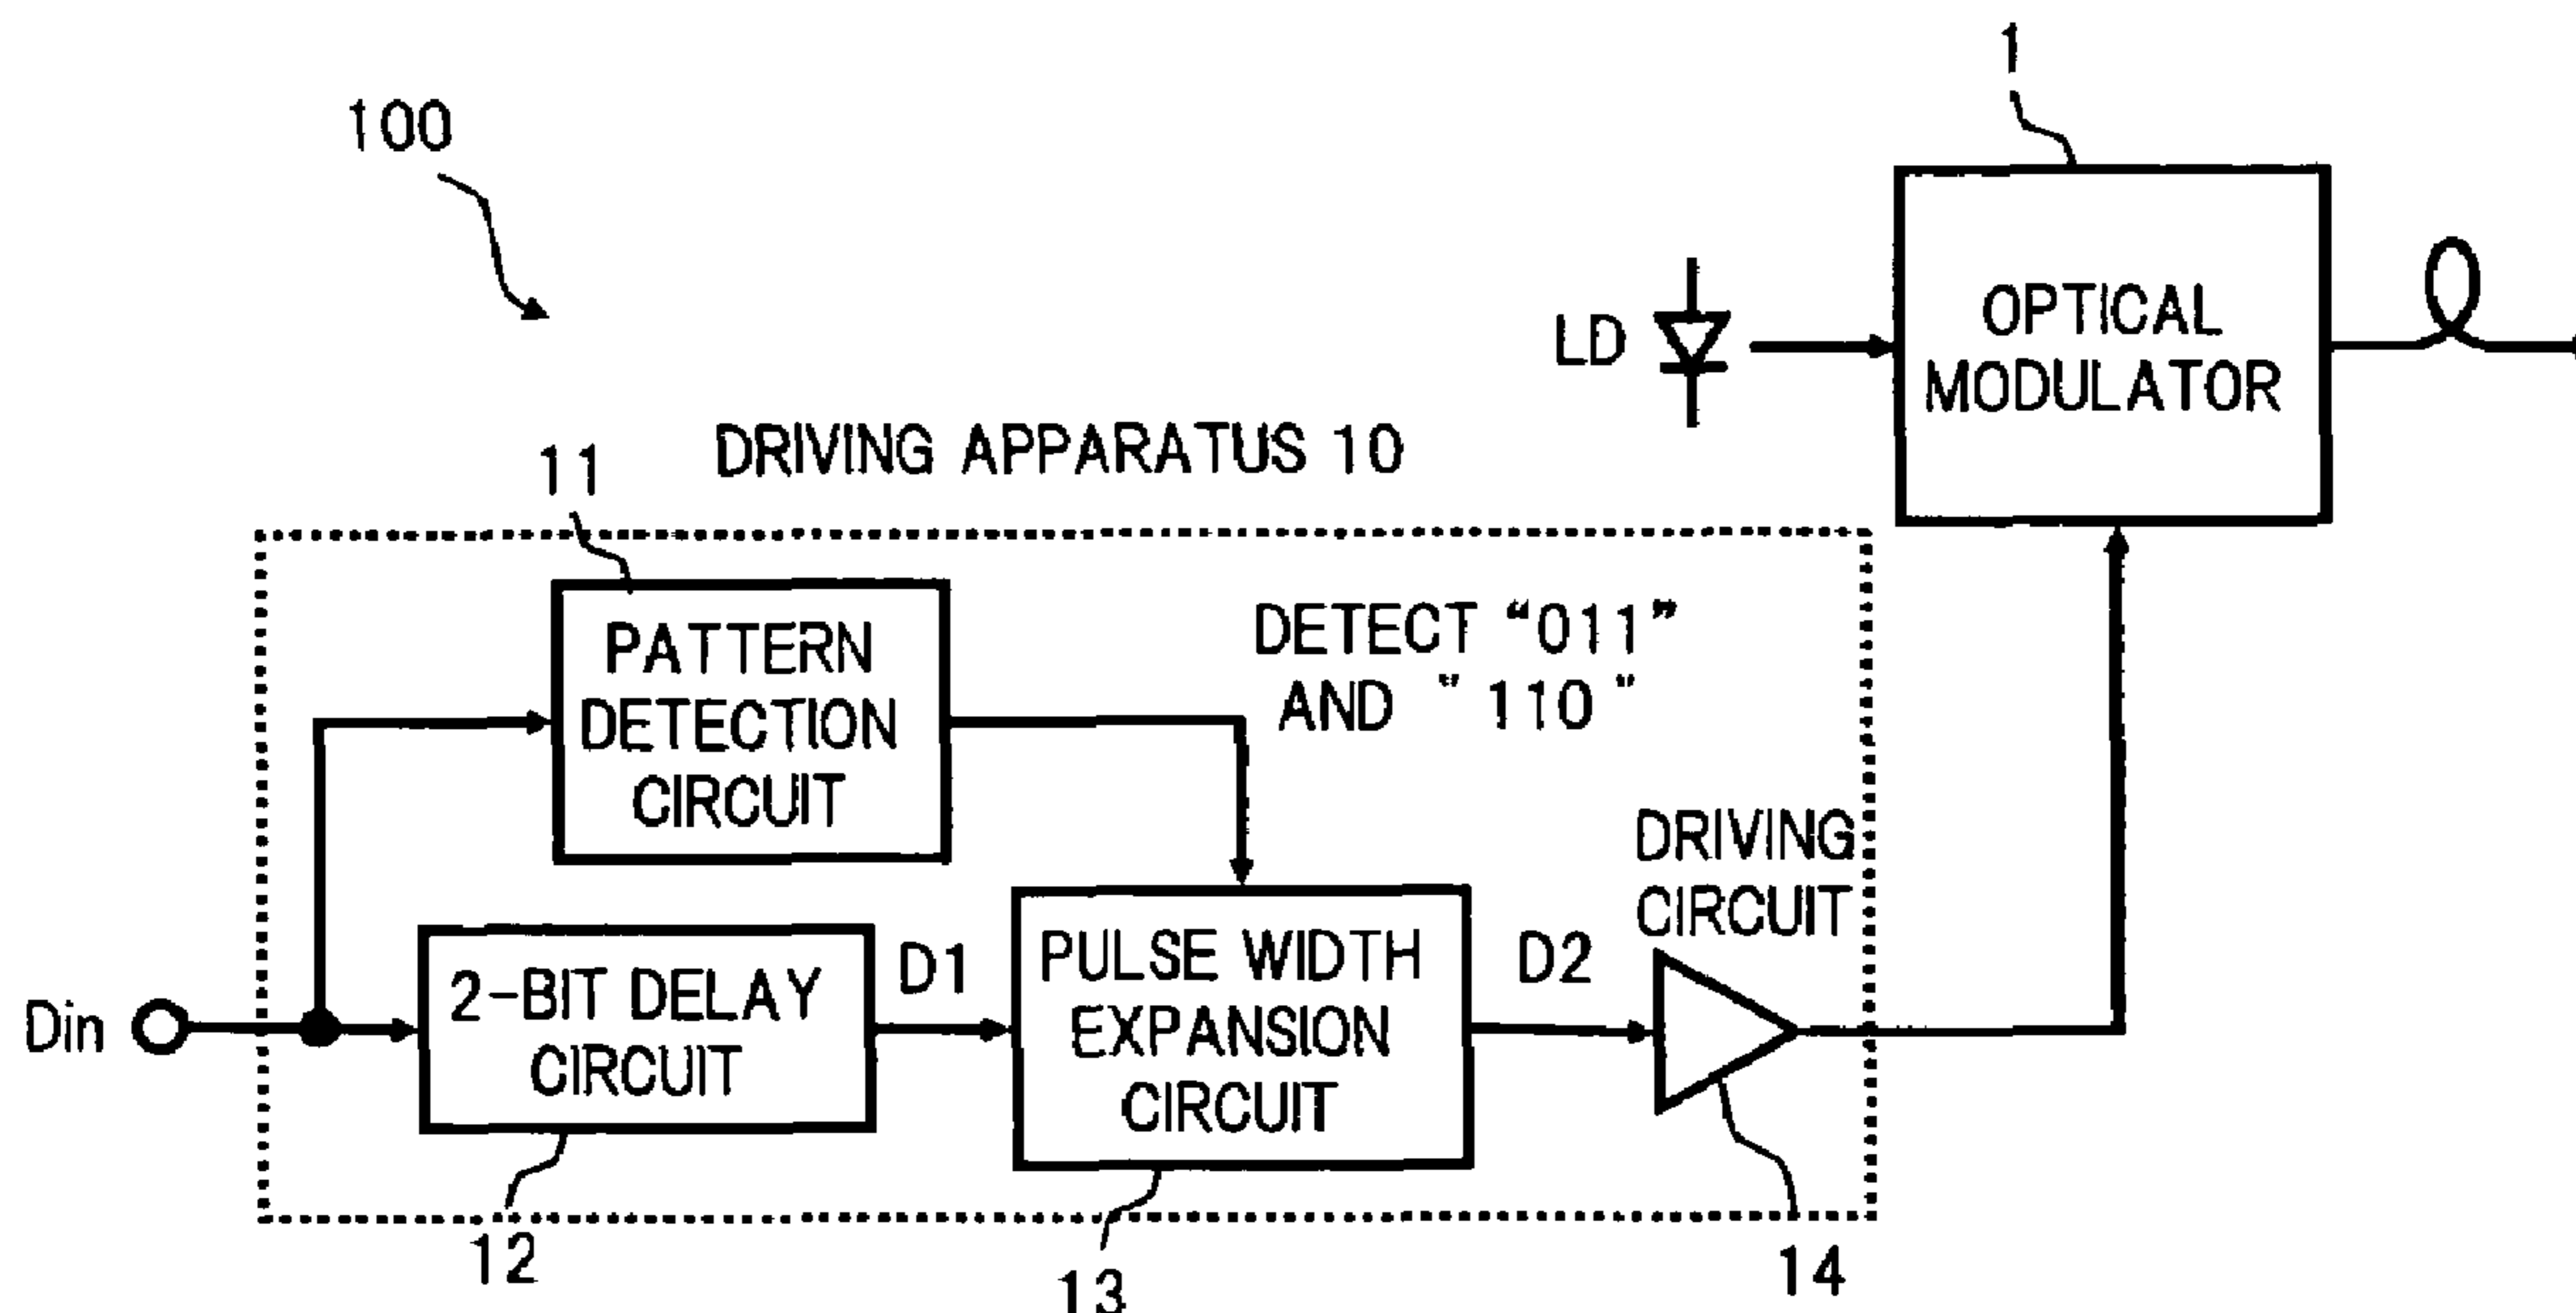 1
100
LD
OPTICAL
MODULATOR
DRIVING APPARATUS 10
11
PATTERN
DETECTION
CIRCUIT
DETECT “011”
AND "110"
DRIVING
CIRCUIT
Din
2-BIT DELAY
CIRCUIT
D1
PULSE WIDTH
EXPANSION
CIRCUIT
D2
12
13
14